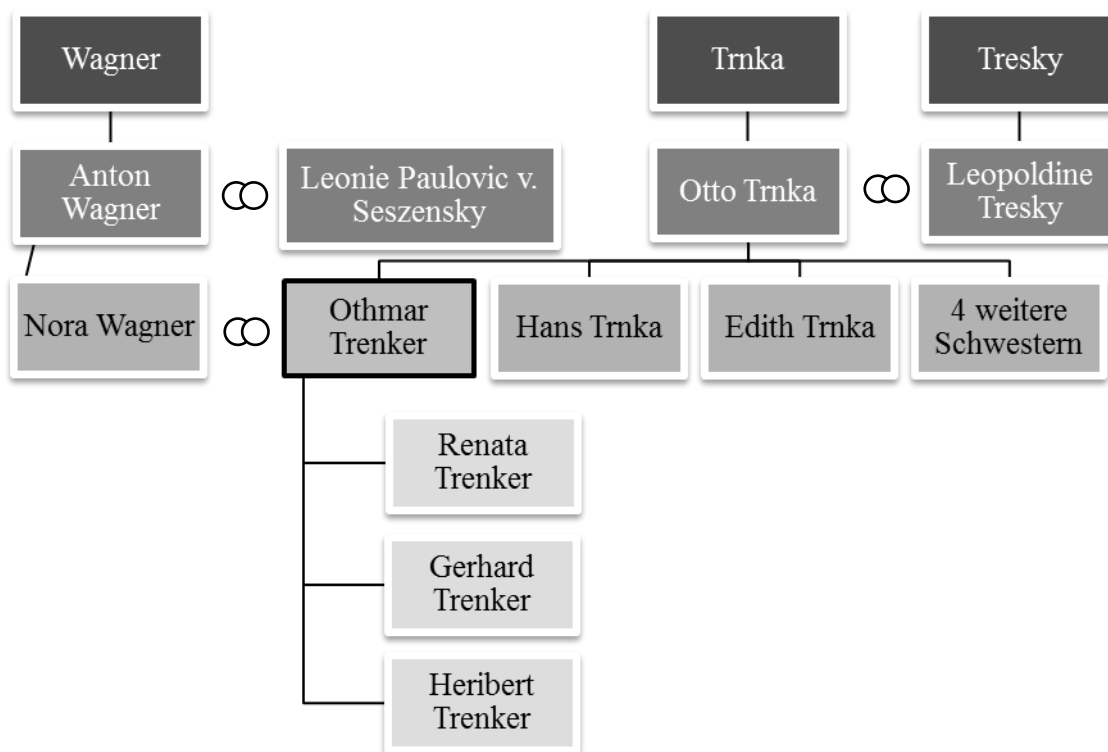 Wagner
Trnka
Tresky
Anton
Wagner
Leonie Paulovic v.
Seszensky
Otto Trnka
Leopoldine
Tresky
Nora Wagner
Othmar
Trenker
Hans Trnka
Edith Trnka
4 weitere
Schwestern
Renata
Trenker
Gerhard
Trenker
Heribert
Trenker